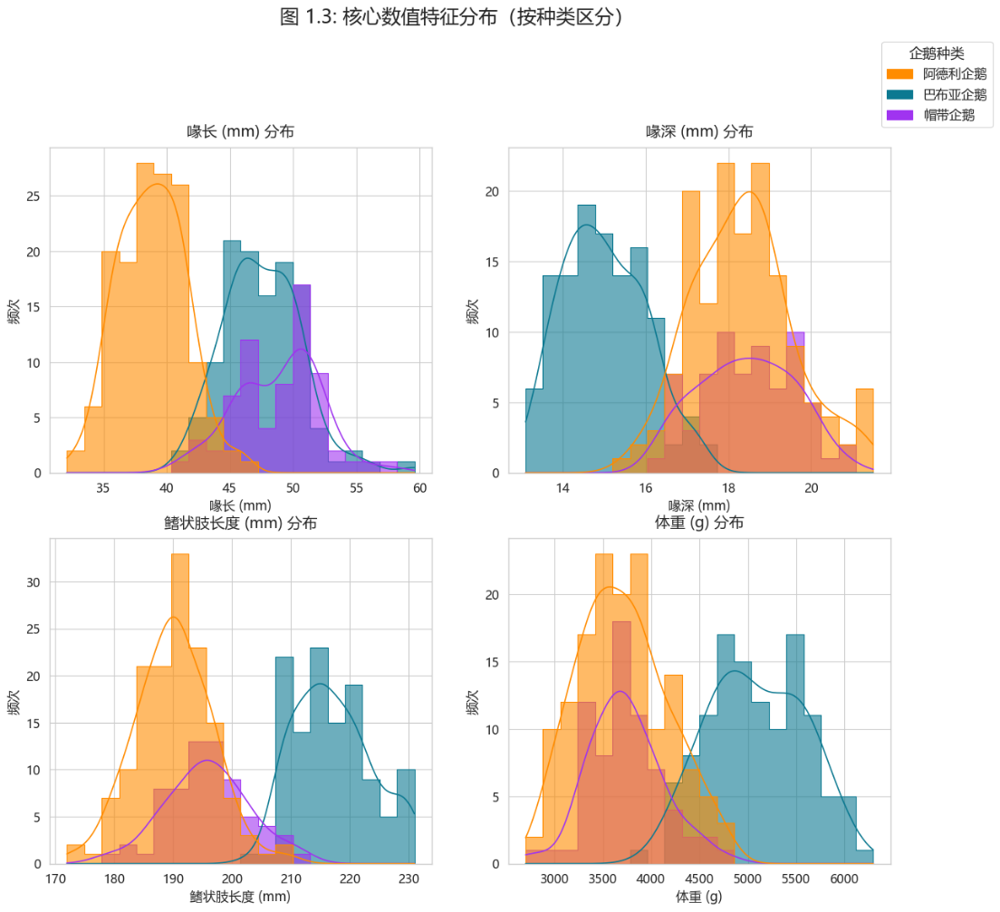 图 1.3: 核心数值特征分布（按种类区分）
企鹅种类
阿德利企鹅
巴布亚企鹅
帽带企鹅
喙长 (mm) 分布
频次
25
20
15
10
5
0
35
40
45
50
55
60
喙长 (mm)
喙深 (mm) 分布
频次
20
15
10
5
0
14
16
18
20
喙深 (mm)
鳍状肢长度 (mm) 分布
频次
30
25
20
15
10
5
0
170
180
190
200
210
220
230
鳍状肢长度 (mm)
体重 (g) 分布
频次
20
15
10
5
0
3000
3500
4000
4500
5000
5500
6000
体重 (g)